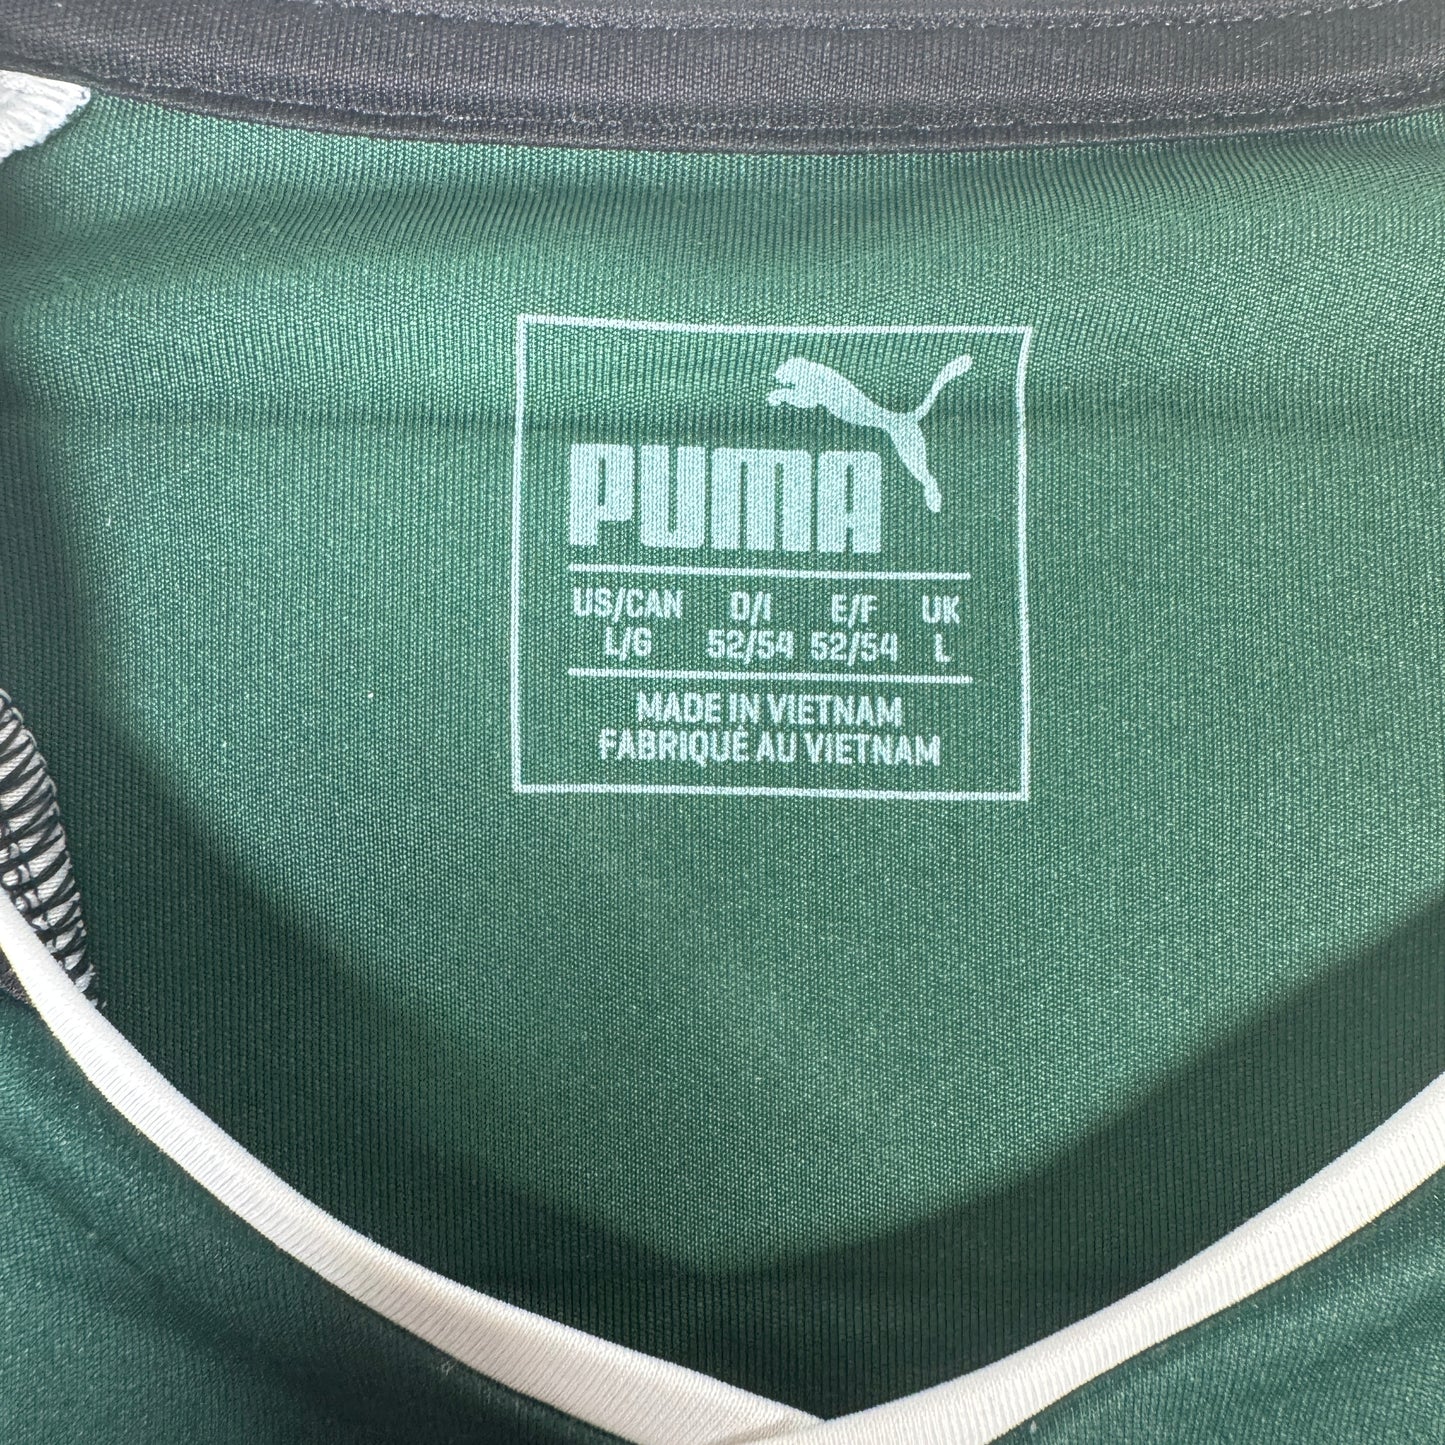 PUMA
US/CAN D/I E/F UK
L/G 52/54 52/54 L
MADE IN VIETNAM
FABRIQUÉ AU VIETNAM